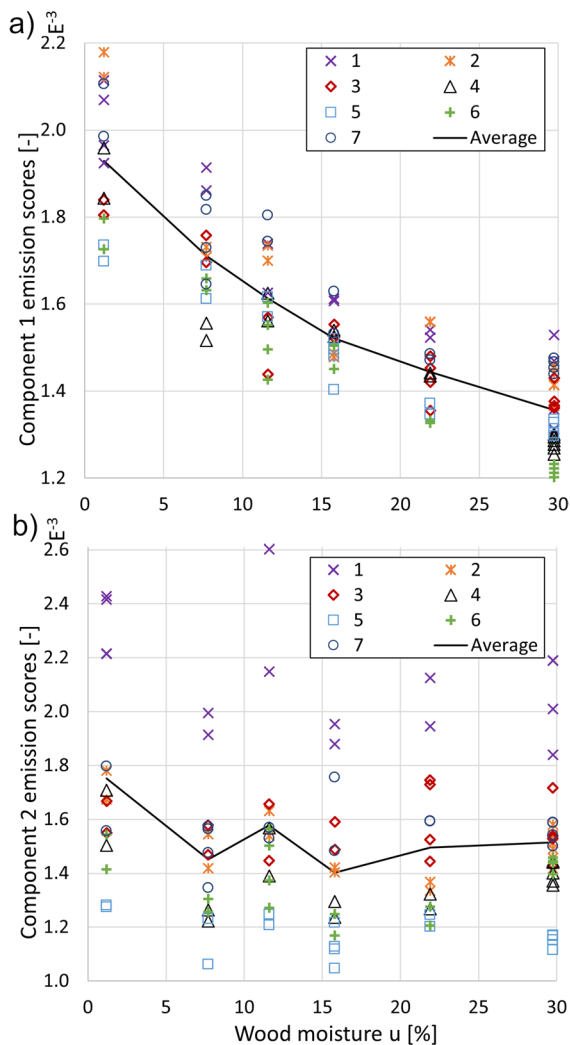 a)
E⁻³
2.2
2.0
1.8
1.6
1.4
1.2
Component 1 emission scores [-]
1 2
3 4
5 6
7 Average
0 5 10 15 20 25 30
b)
E⁻³
2.6
2.4
2.2
2.0
1.8
1.6
1.4
1.2
1.0
Component 2 emission scores [-]
1 2
3 4
5 6
7 Average
0 5 10 15 20 25 30
Wood moisture u [%]